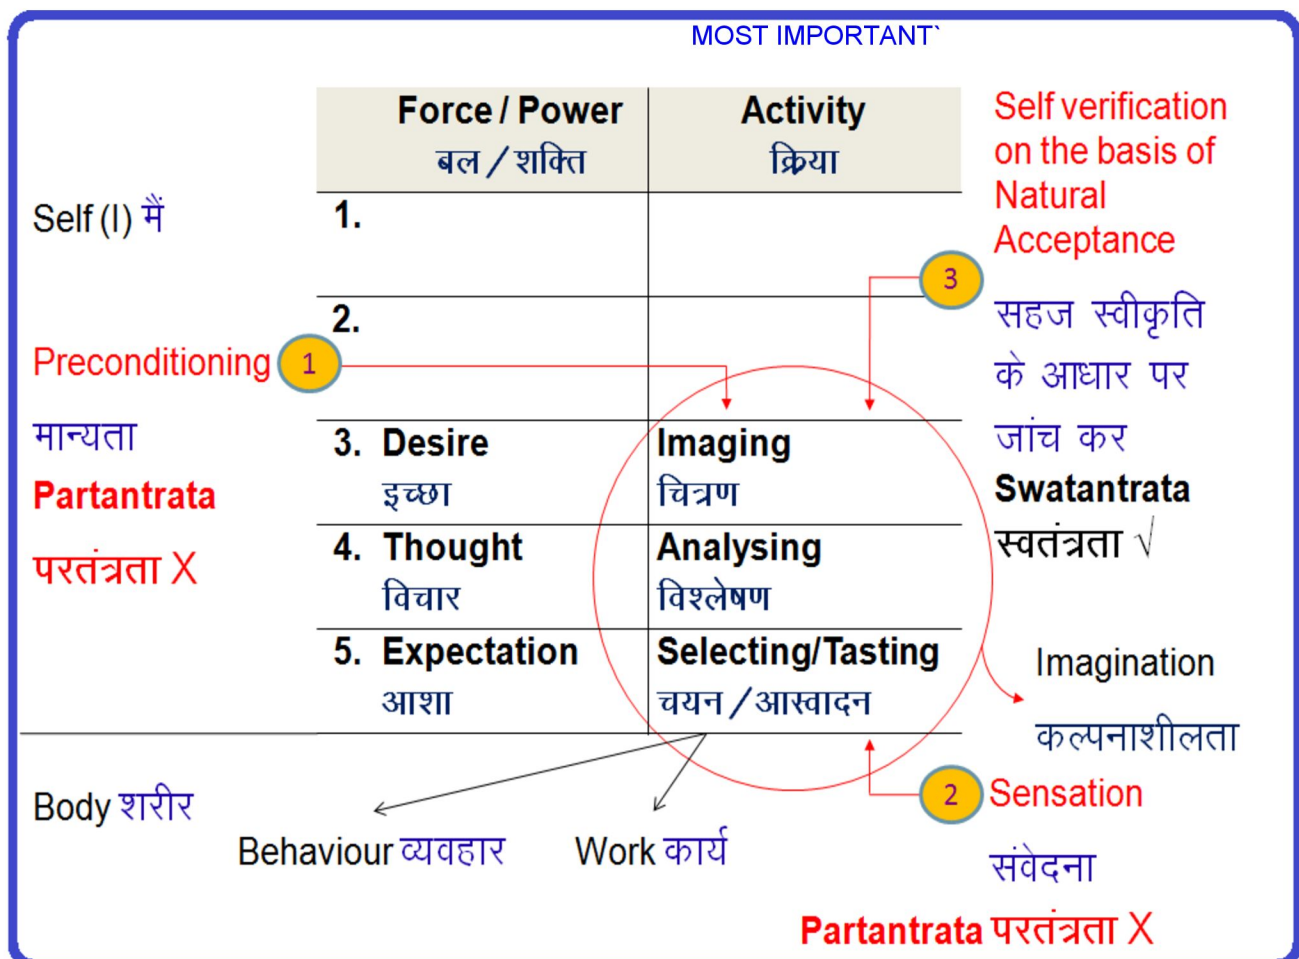 MOST IMPORTANT`
Force / Power
बल / शक्ति
Activity
क्रिया
Self (I) मैं
1.
2.
Preconditioning
1
मान्यता
Partantrata
परतंत्रता X
3. Desire
इच्छा
Imaging
चित्रण
4. Thought
विचार
Analysing
विश्लेषण
5. Expectation
आशा
Selecting/Tasting
चयन / आस्वादन
Self verification
on the basis of
Natural
Acceptance
3
सहज स्वीकृति
के आधार पर
जांच कर
Swatantrata
स्वतंत्रता √
Imagination
कल्पनाशीलता
Body शरीर
Behaviour व्यवहार
Work कार्य
2
Sensation
संवेदना
Partantrata परतंत्रता X